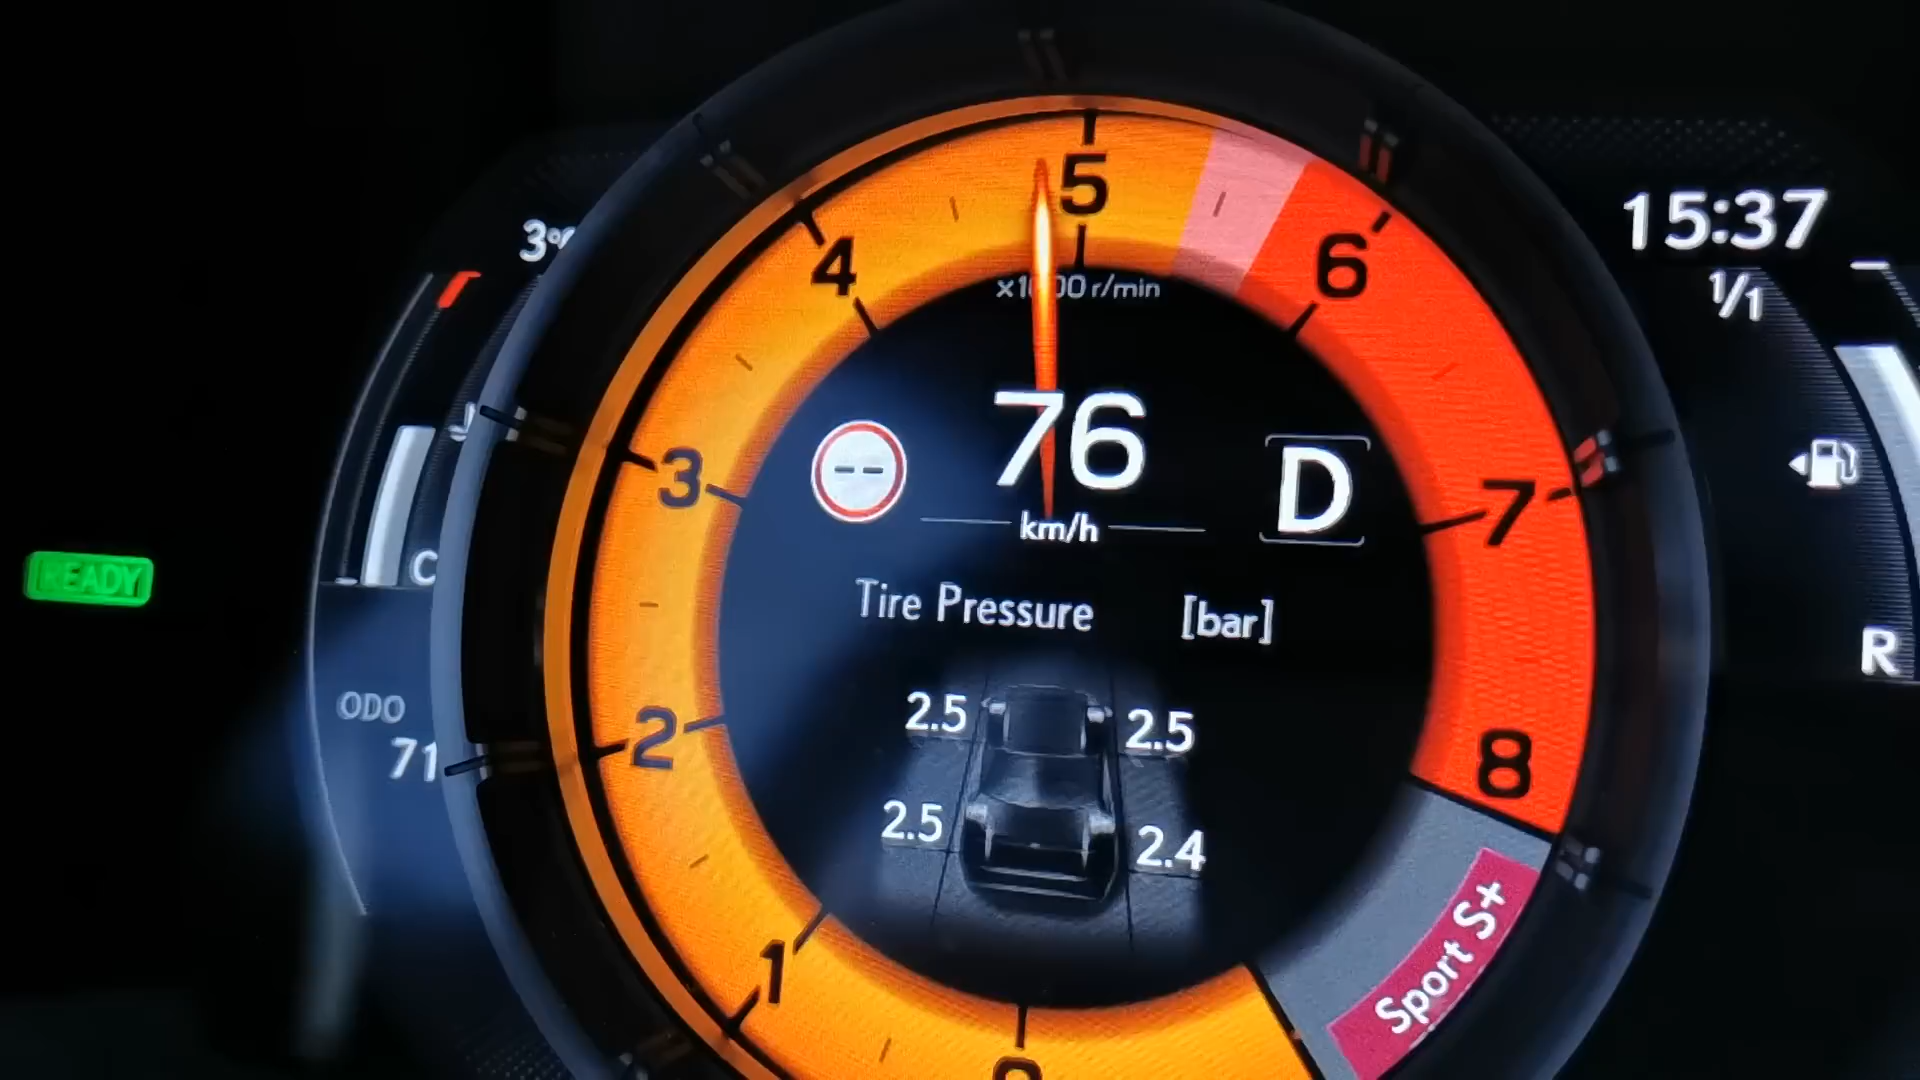 3°
15:37
1/1
5
4
6
x1000 r/min
76
D
km/h
3
7
READY
C
Tire Pressure [bar]
R
ODO
71
2.5
2.5
2
8
2.5
2.4
1
Sport S+